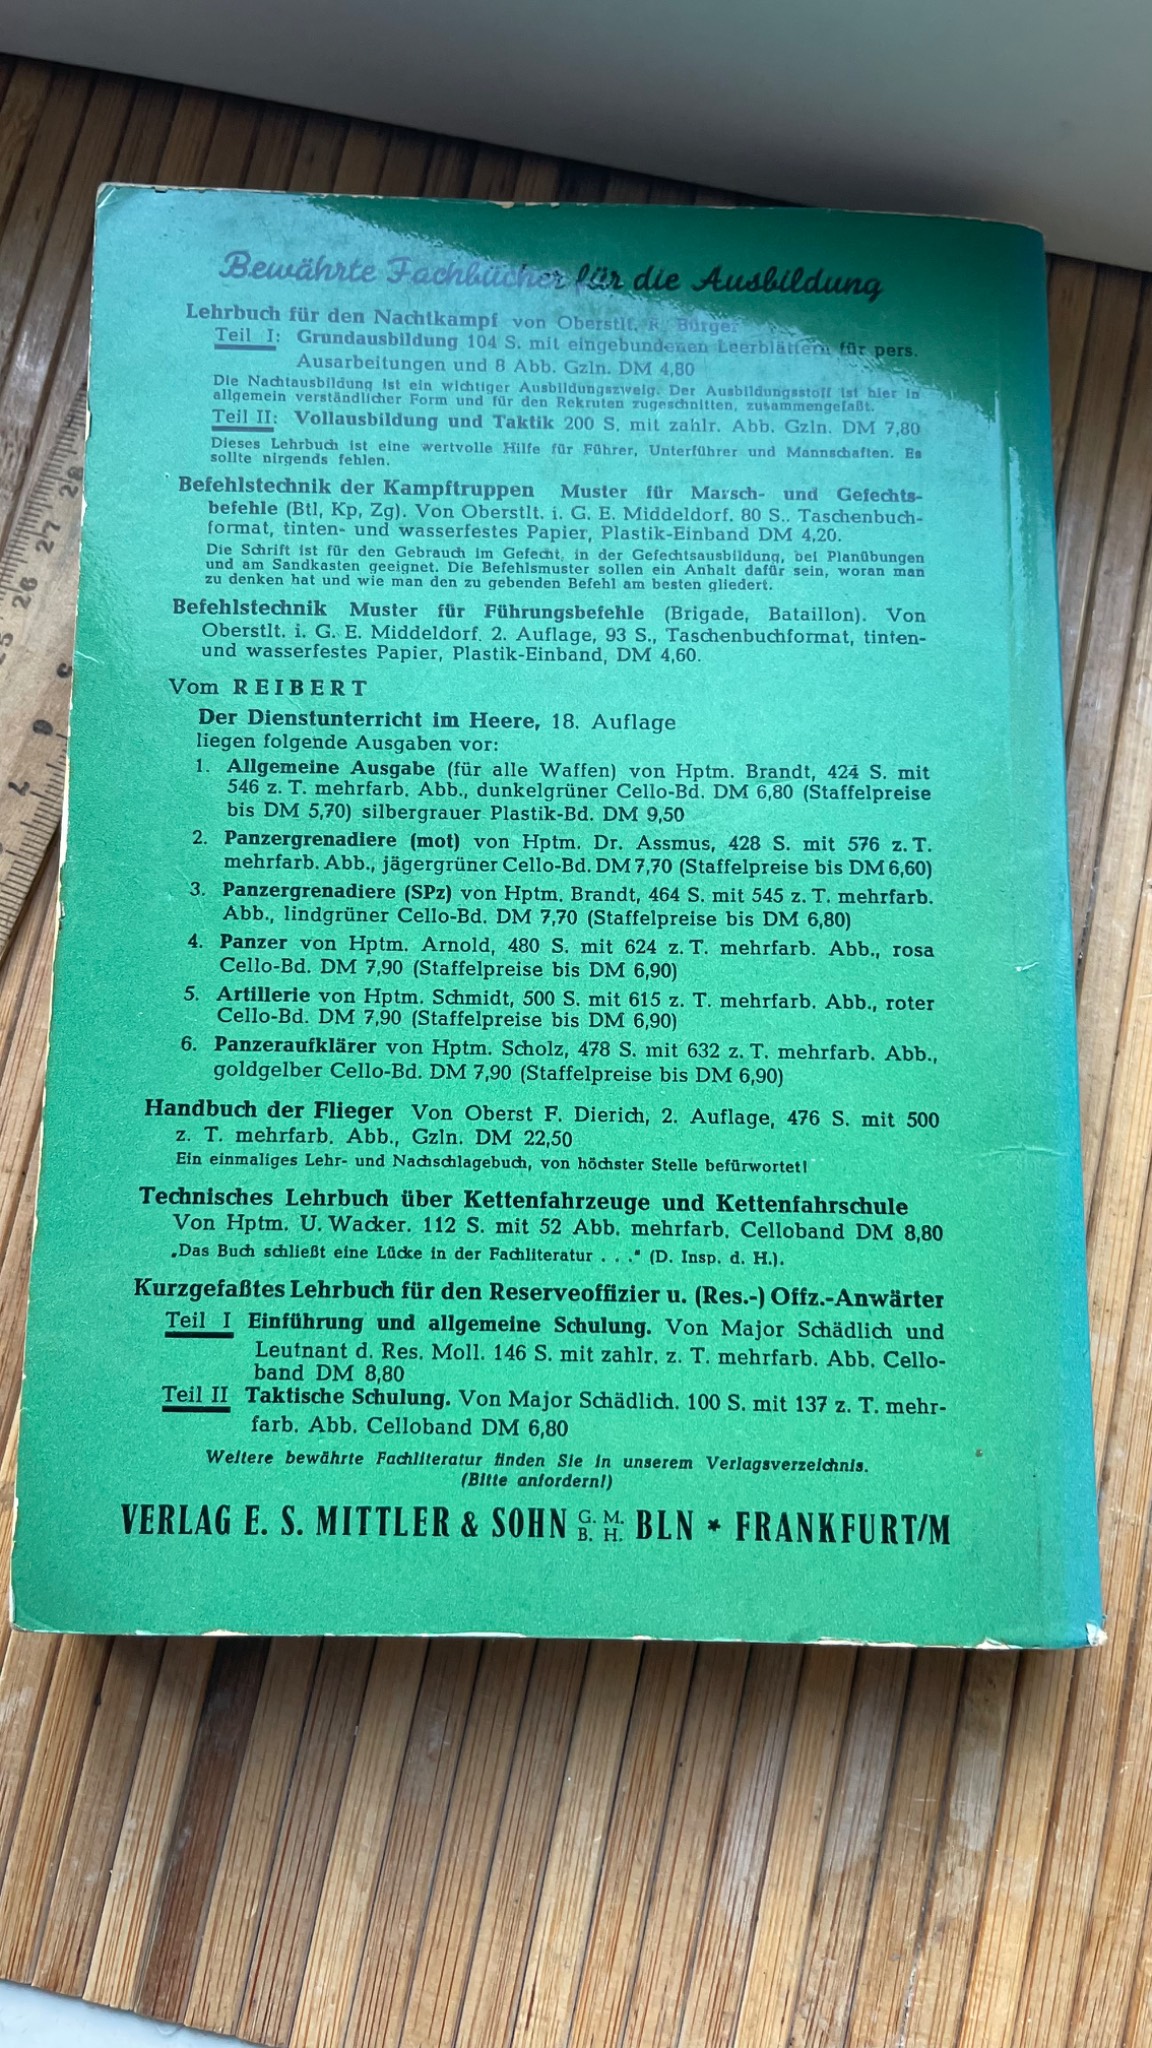 Bewährte Fachbücher für die Ausbildung
Lehrbuch für den Nachtkampf von Oberstlt. R. Bürger
Teil I: Grundausbildung 104 S. mit eingebundenen Leerblättern für pers.
Ausarbeitungen und 8 Abb. Gzln. DM 4,80
Die Nachtausbildung ist ein wichtiger Ausbildungszweig. Der Ausbildungsstoff ist hier in
allgemein verständlicher Form und für den Rekruten zugeschnitten, zusammengefaßt.
Teil II: Vollausbildung und Taktik 200 S. mit zahlr. Abb. Gzln. DM 7,80
Dieses Lehrbuch ist eine wertvolle Hilfe für Führer, Unterführer und Mannschaften. Es
sollte nirgends fehlen.
Befehlstechnik der Kampftruppen Muster für Marsch- und Gefechts-
befehle (Btl, Kp, Zg). Von Oberstlt. i. G. E. Middeldorf. 80 S.. Taschenbuch-
format, tinten- und wasserfestes Papier, Plastik-Einband DM 4,20.
Die Schrift ist für den Gebrauch im Gefecht, in der Gefechtsausbildung, bei Planübungen
und am Sandkasten geeignet. Die Befehlsmuster sollen ein Anhalt dafür sein, woran man
zu denken hat und wie man den zu gebenden Befehl am besten gliedert.
Befehlstechnik Muster für Führungsbefehle (Brigade, Bataillon). Von
Oberstlt. i. G. E. Middeldorf. 2. Auflage, 93 S., Taschenbuchformat, tinten-
und wasserfestes Papier, Plastik-Einband, DM 4,60.
Vom REIBERT
Der Dienstunterricht im Heere, 18. Auflage
liegen folgende Ausgaben vor:
1. Allgemeine Ausgabe (für alle Waffen) von Hptm. Brandt, 424 S. mit
546 z. T. mehrfarb. Abb., dunkelgrüner Cello-Bd. DM 6,80 (Staffelpreise
bis DM 5,70) silbergrauer Plastik-Bd. DM 9,50
2. Panzergrenadiere (mot) von Hptm. Dr. Assmus, 428 S. mit 576 z. T.
mehrfarb. Abb., jägergrüner Cello-Bd. DM 7,70 (Staffelpreise bis DM 6,60)
3. Panzergrenadiere (SPz) von Hptm. Brandt, 464 S. mit 545 z. T. mehrfarb.
Abb., lindgrüner Cello-Bd. DM 7,70 (Staffelpreise bis DM 6,80)
4. Panzer von Hptm. Arnold, 480 S. mit 624 z. T. mehrfarb. Abb., rosa
Cello-Bd. DM 7,90 (Staffelpreise bis DM 6,90)
5. Artillerie von Hptm. Schmidt, 500 S. mit 615 z. T. mehrfarb. Abb., roter
Cello-Bd. DM 7,90 (Staffelpreise bis DM 6,90)
6. Panzeraufklärer von Hptm. Scholz, 478 S. mit 632 z. T. mehrfarb. Abb.,
goldgelber Cello-Bd. DM 7,90 (Staffelpreise bis DM 6,90)
Handbuch der Flieger Von Oberst F. Dierich, 2. Auflage, 476 S. mit 500
z. T. mehrfarb. Abb., Gzln. DM 22,50
Ein einmaliges Lehr- und Nachschlagebuch, von höchster Stelle befürwortet!
Technisches Lehrbuch über Kettenfahrzeuge und Kettenfahrschule
Von Hptm. U. Wacker. 112 S. mit 52 Abb. mehrfarb. Celloband DM 8,80
„Das Buch schließt eine Lücke in der Fachliteratur . . ." (D. Insp. d. H.).
Kurzgefaßtes Lehrbuch für den Reserveoffizier u. (Res.-) Offz.-Anwärter
Teil I Einführung und allgemeine Schulung. Von Major Schädlich und
Leutnant d. Res. Moll. 146 S. mit zahlr. z. T. mehrfarb. Abb. Cello-
band DM 8,80
Teil II Taktische Schulung. Von Major Schädlich. 100 S. mit 137 z. T. mehr-
farb. Abb. Celloband DM 6,80
Weitere bewährte Fachliteratur finden Sie in unserem Verlagsverzeichnis.
(Bitte anfordern!)
VERLAG E. S. MITTLER & SOHN G. M. B. H. BLN * FRANKFURT/M
28
27
26